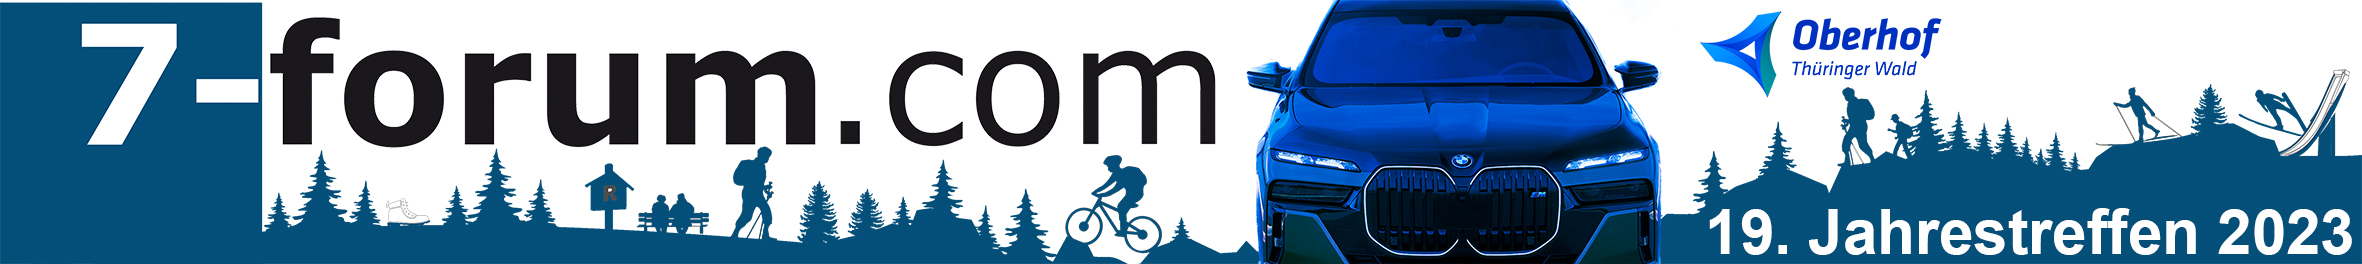 7-forum.com
Oberhof
Thüringer Wald
R
19. Jahrestreffen 2023